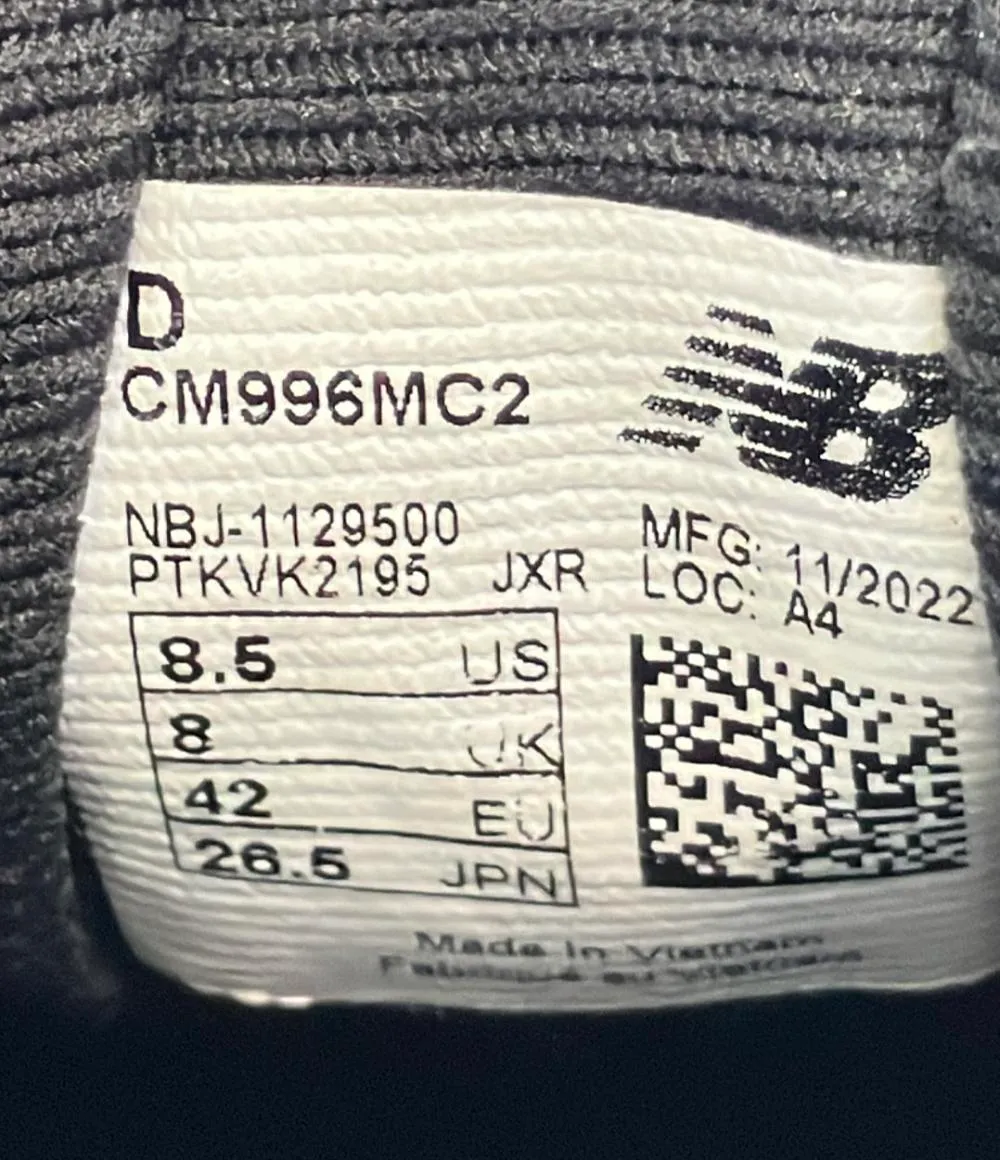 D
CM996MC2
NB
NBJ-1129500
PTKVK2195 JXR
MFG: 11/2022
LOC: A4
8.5 US
8 UK
42 EU
26.5 JPN
Made in Vietnam
Fabriqué au Vietnam